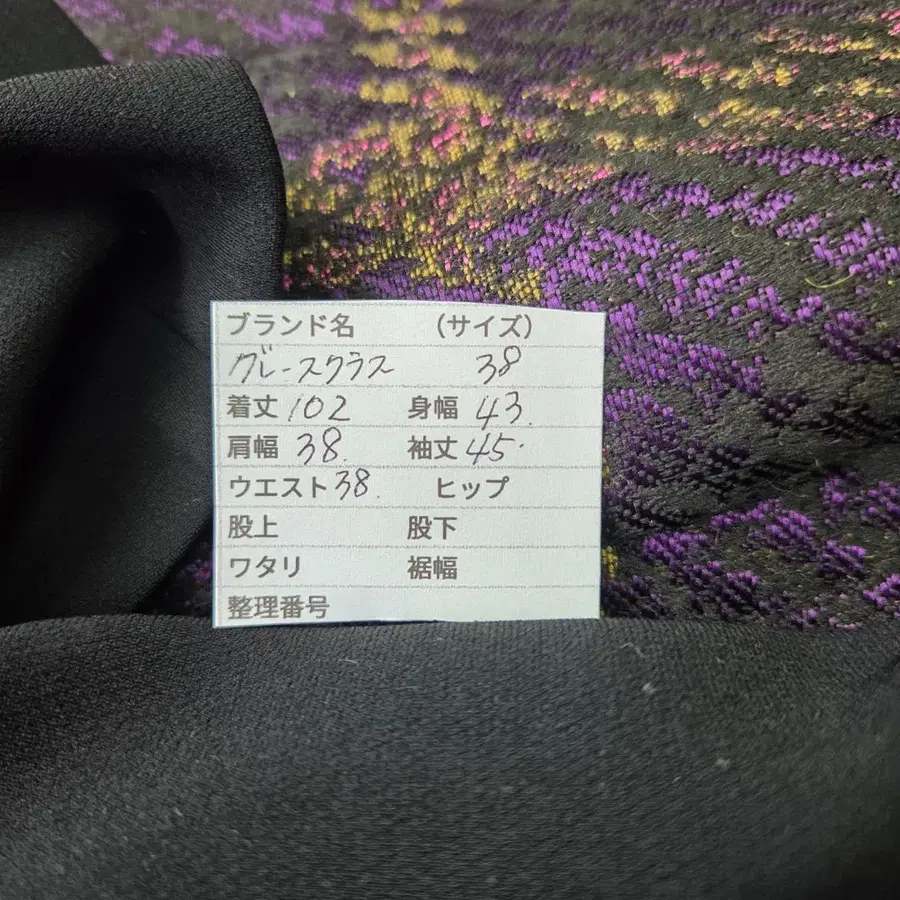 ブランド名 （サイズ）
グレースクラス 38
着丈 102 身幅 43.
肩幅 38. 袖丈 45.
ウエスト 38. ヒップ
股上 股下
ワタリ 裾幅
整理番号